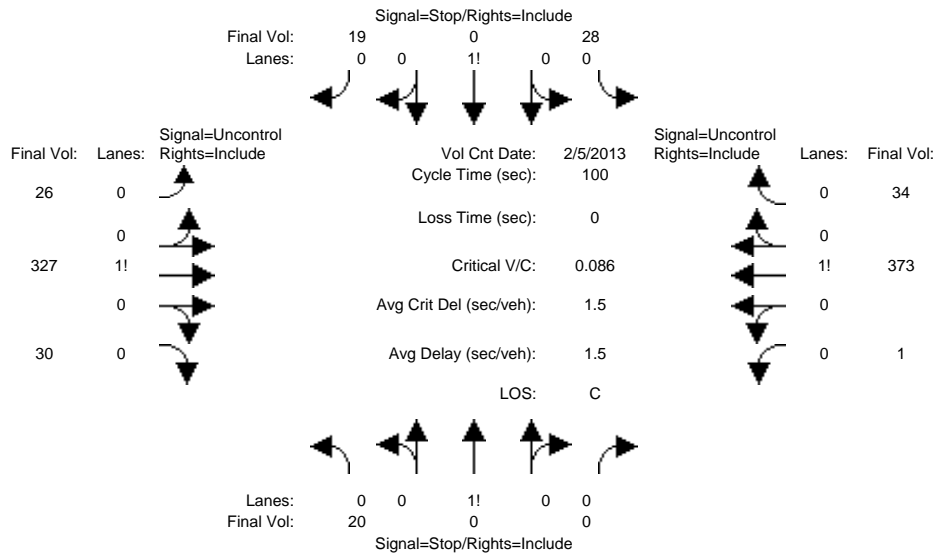 Signal=Stop/Rights=Include
Final Vol: 19 0 28
Lanes: 0 0 1! 0 0
Signal=Uncontrol Signal=Uncontrol
Final Vol: Lanes: Rights=Include Vol Cnt Date: 2/5/2013 Rights=Include Lanes: Final Vol:
Cycle Time (sec): 100
26 0 0 34
Loss Time (sec): 0
0 0
327 1! Critical V/C: 0.086 1! 373
0 Avg Crit Del (sec/veh): 1.5 0
30 0 Avg Delay (sec/veh): 1.5 0 1
LOS: C
Lanes: 0 0 1! 0 0
Final Vol: 20 0 0
Signal=Stop/Rights=Include